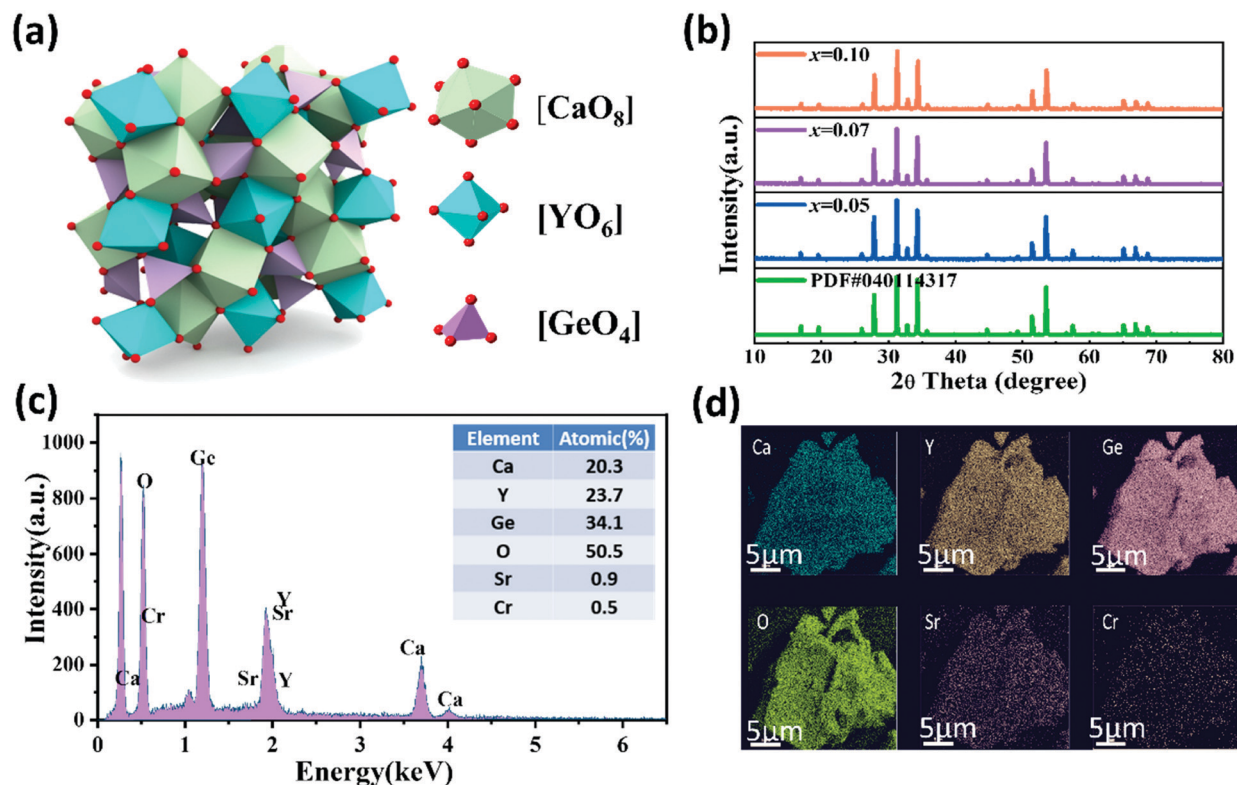 (a)
[CaO₈]
[YO₆]
[GeO₄]
(b)
x=0.10
x=0.07
x=0.05
PDF#040114317
Intensity(a.u.)
10 20 30 40 50 60 70 80
2θ Theta (degree)
(c)
1000
800
600
400
200
0
Intensity(a.u.)
Ca
O
Cr
Ge
Y
Sr
Sr
Y
Ca
Ca
0 1 2 3 4 5 6
Energy(keV)
Element Atomic(%)
Ca 20.3
Y 23.7
Ge 34.1
O 50.5
Sr 0.9
Cr 0.5
(d)
Ca
5μm
Y
5μm
Ge
5μm
O
5μm
Sr
5μm
Cr
5μm